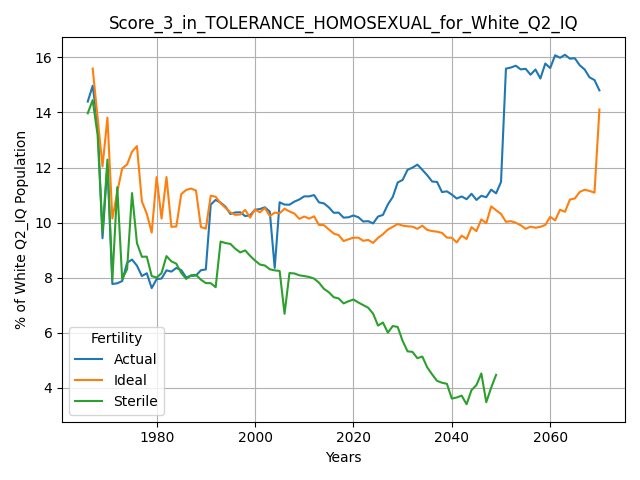 Score_3_in_TOLERANCE_HOMOSEXUAL_for_White_Q2_IQ
% of White Q2_IQ Population
16
14
12
10
8
6
4
Fertility
Actual
Ideal
Sterile
1980
2000
2020
2040
2060
Years